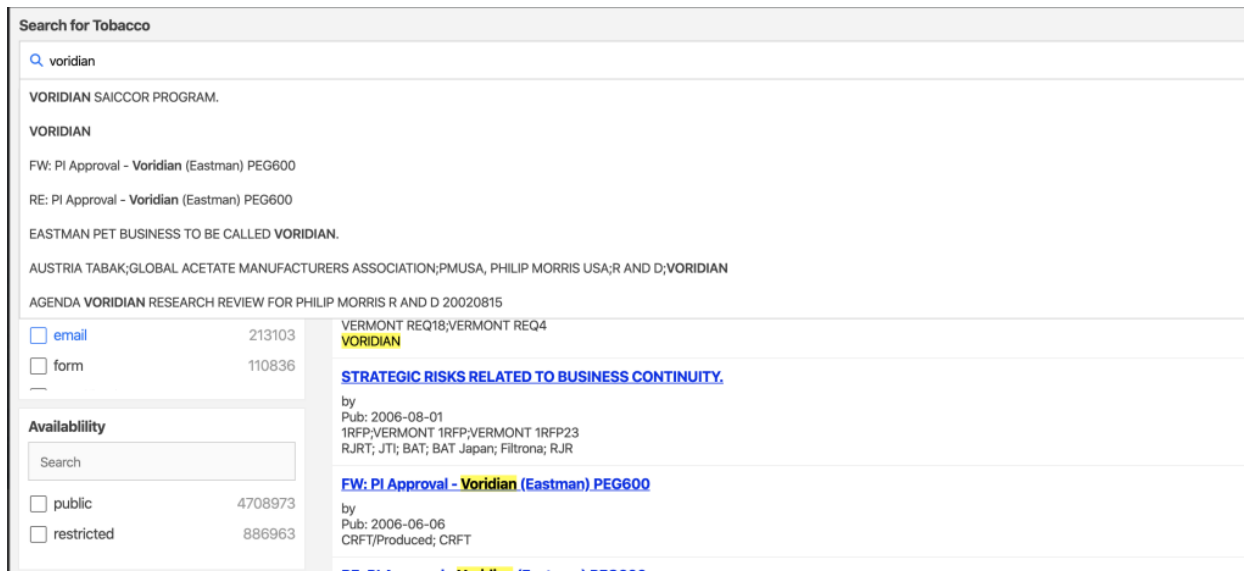 Search for Tobacco
voridian
VORIDIAN SAICCOR PROGRAM.
VORIDIAN
FW: PI Approval - Voridian (Eastman) PEG600
RE: PI Approval - Voridian (Eastman) PEG600
EASTMAN PET BUSINESS TO BE CALLED VORIDIAN.
AUSTRIA TABAK;GLOBAL ACETATE MANUFACTURERS ASSOCIATION;PMUSA, PHILIP MORRIS USA;R AND D;VORIDIAN
AGENDA VORIDIAN RESEARCH REVIEW FOR PHILIP MORRIS R AND D 20020815
email 213103
form 110836
Availablility
Search
public 4708973
restricted 886963
VERMONT REQ18;VERMONT REQ4
VORIDIAN
STRATEGIC RISKS RELATED TO BUSINESS CONTINUITY.
by
Pub: 2006-08-01
1RFP;VERMONT 1RFP;VERMONT 1RFP23
RJRT; JTI; BAT; BAT Japan; Filtrona; RJR
FW: PI Approval - Voridian (Eastman) PEG600
by
Pub: 2006-06-06
CRFT/Produced; CRFT